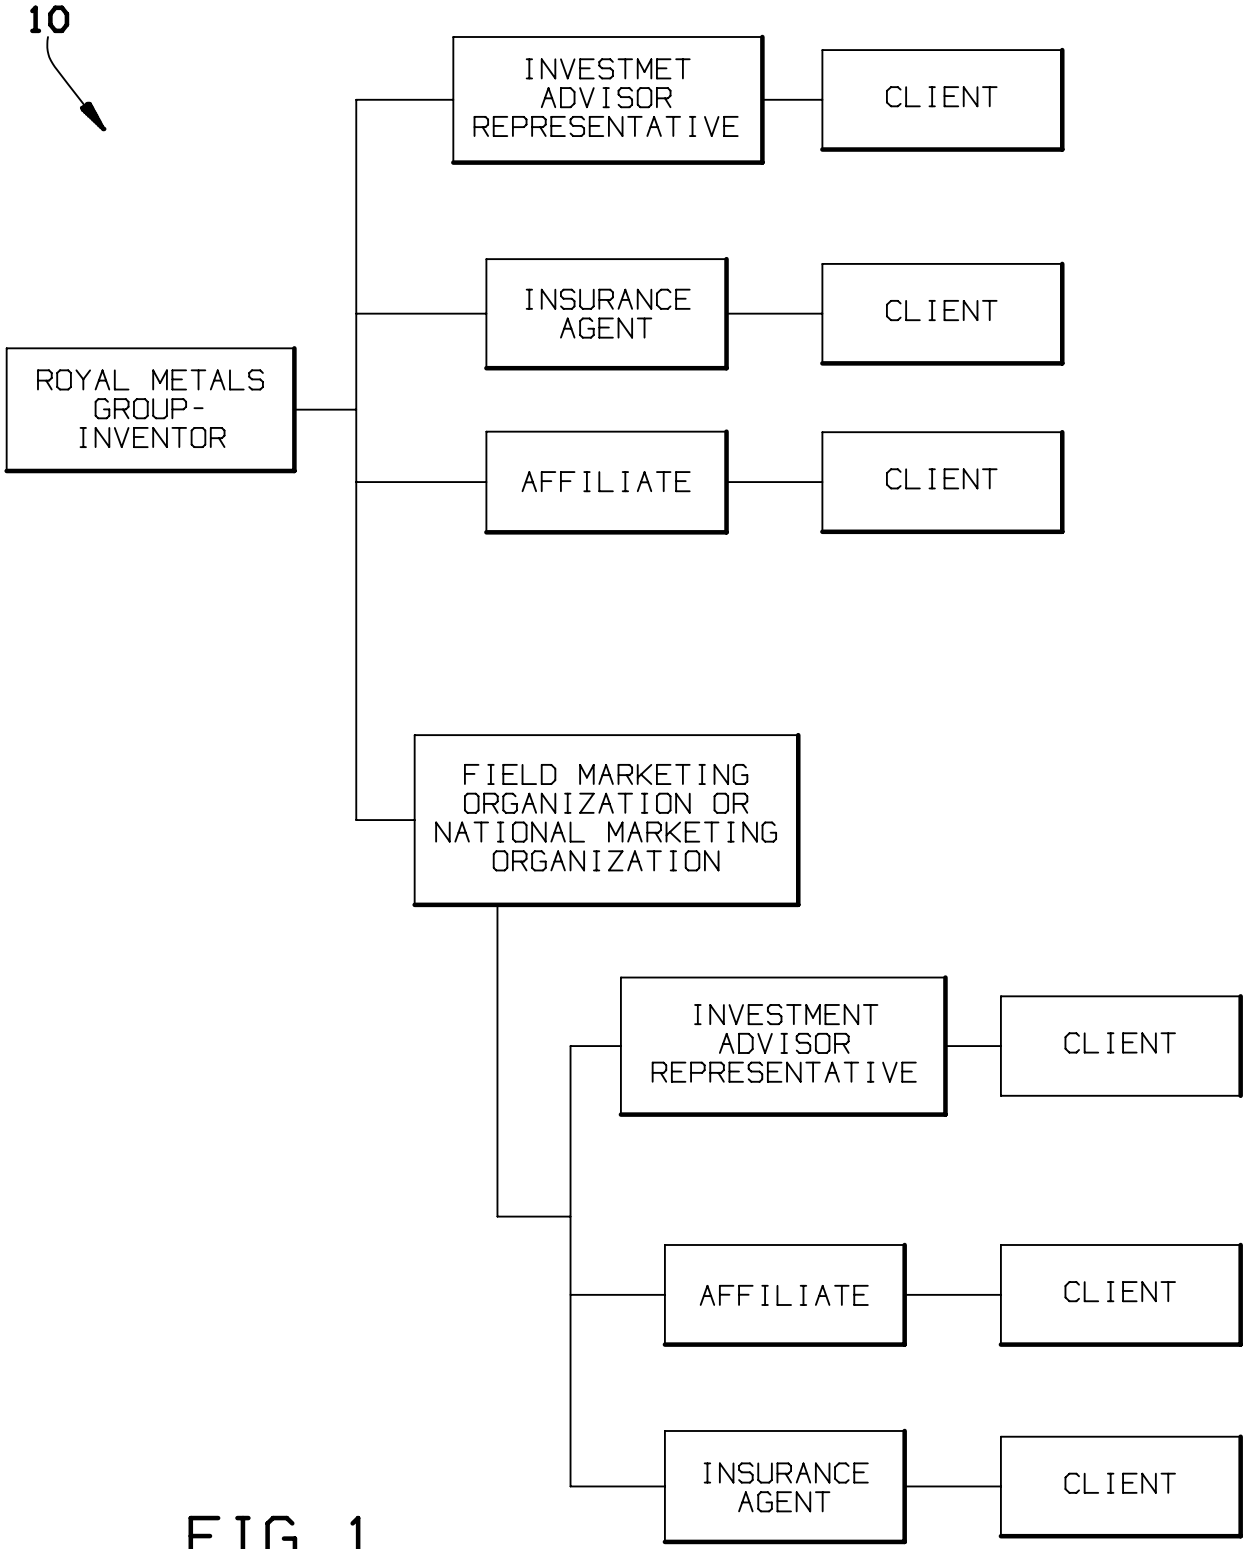 10
INVESTMET
ADVISOR
REPRESENTATIVE
CLIENT
INSURANCE
AGENT
CLIENT
ROYAL METALS
GROUP-
INVENTOR
AFFILIATE
CLIENT
FIELD MARKETING
ORGANIZATION OR
NATIONAL MARKETING
ORGANIZATION
INVESTMENT
ADVISOR
REPRESENTATIVE
CLIENT
AFFILIATE
CLIENT
INSURANCE
AGENT
CLIENT
FIG 1